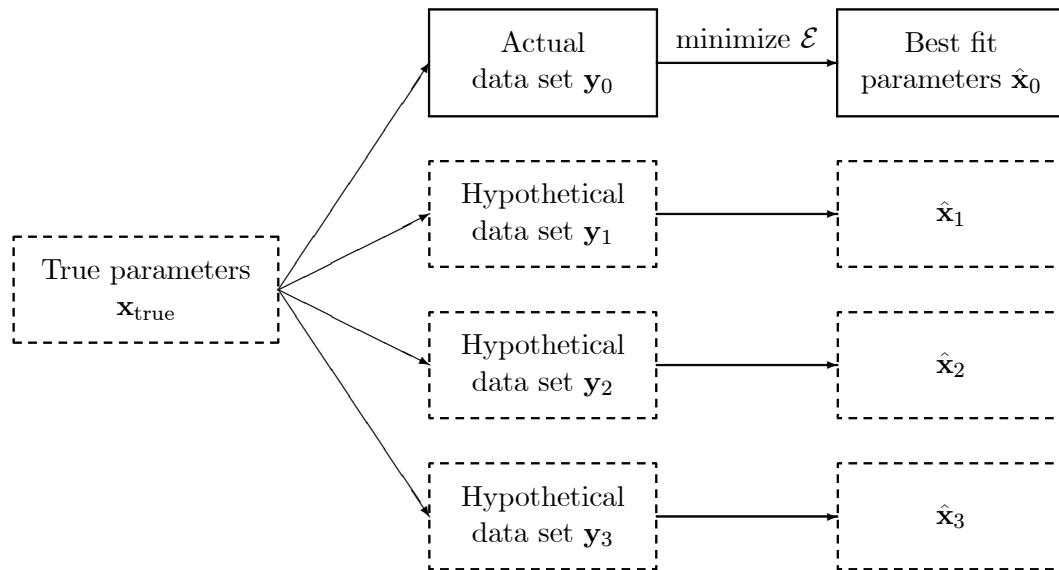 Actual
data set y₀
minimize ℰ
Best fit
parameters x̂₀
Hypothetical
data set y₁
x̂₁
True parameters
x_true
Hypothetical
data set y₂
x̂₂
Hypothetical
data set y₃
x̂₃